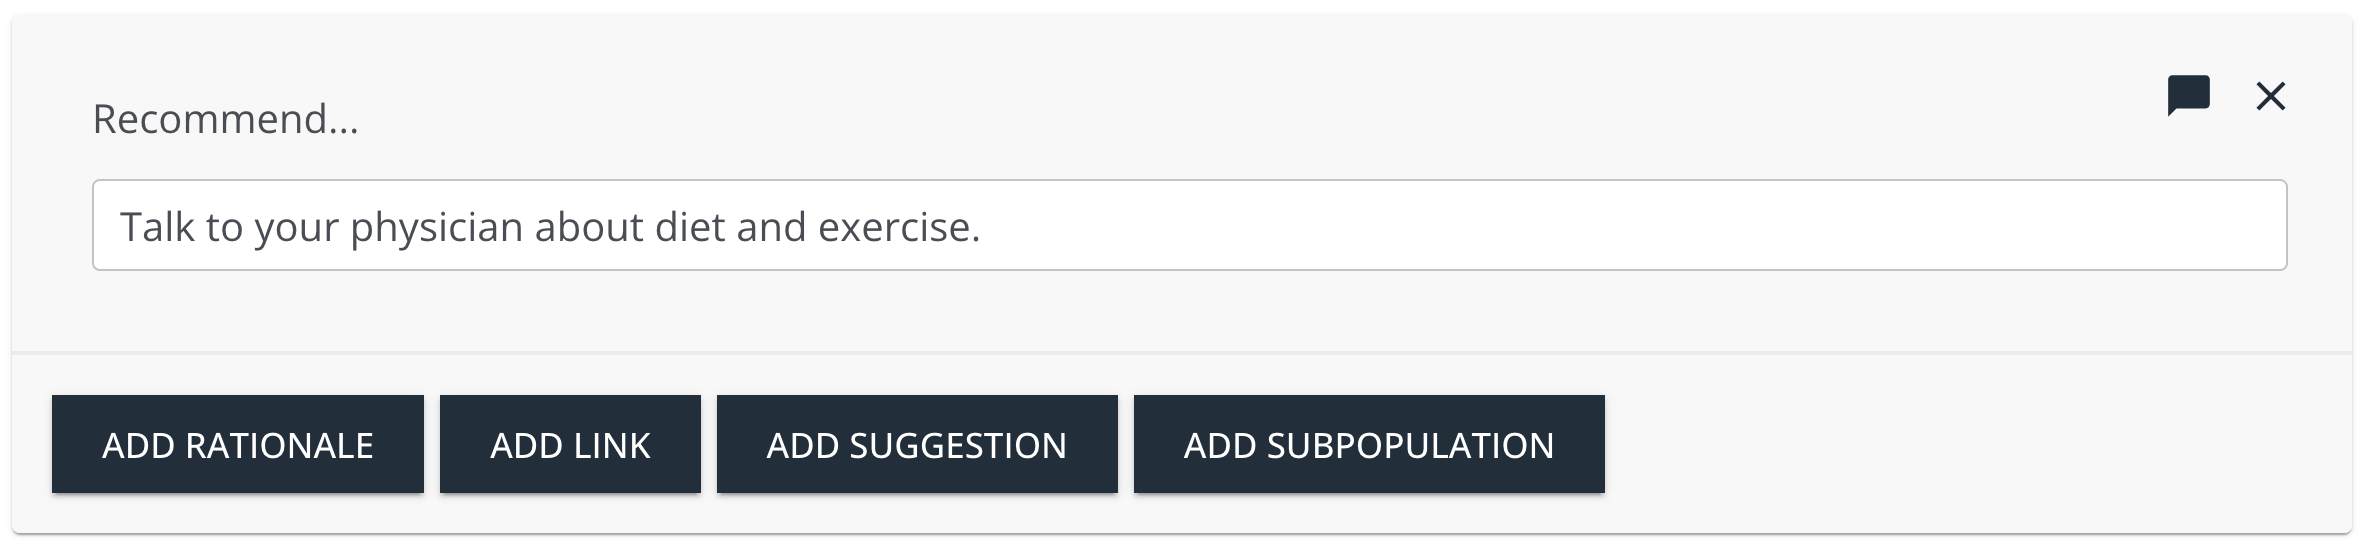 Recommend...
Talk to your physician about diet and exercise.
ADD RATIONALE ADD LINK ADD SUGGESTION ADD SUBPOPULATION